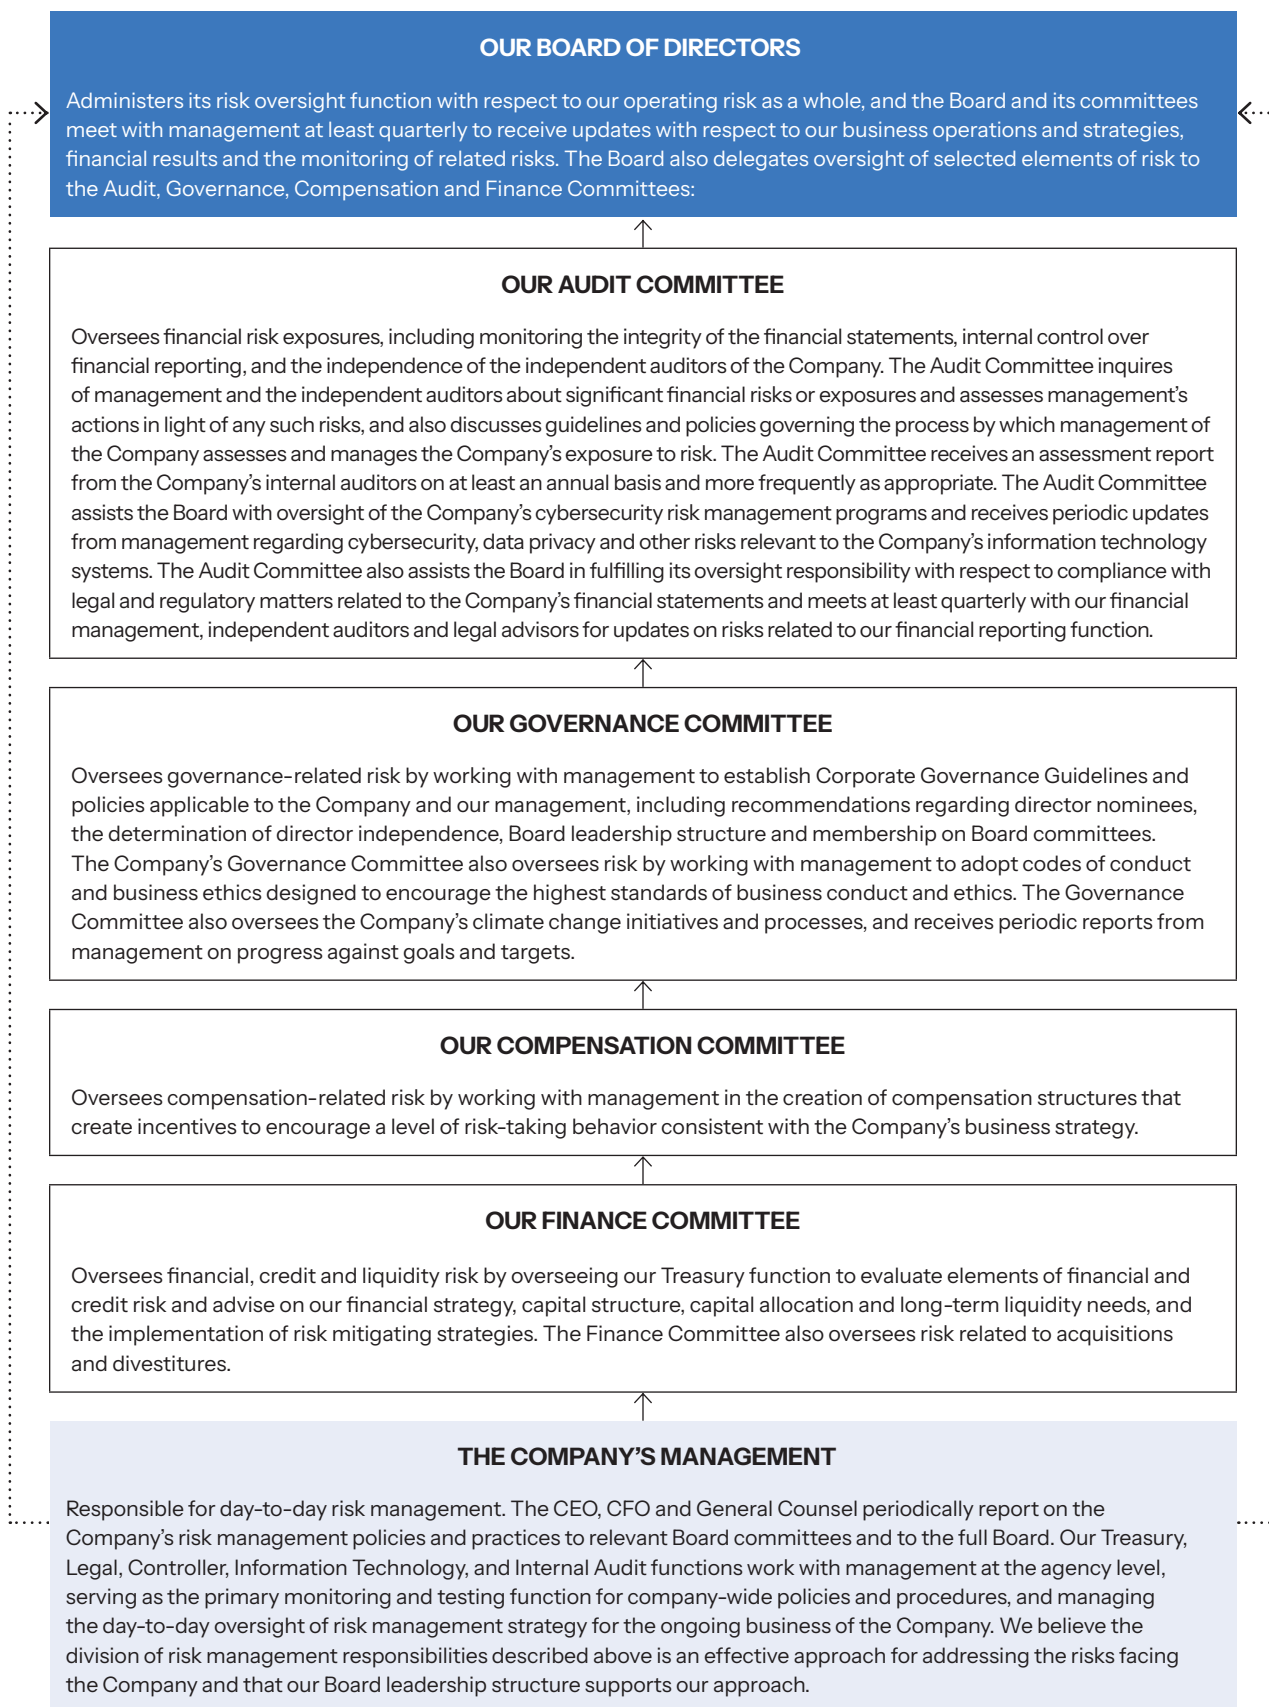 OUR BOARD OF DIRECTORS
Administers its risk oversight function with respect to our operating risk as a whole, and the Board and its committees
meet with management at least quarterly to receive updates with respect to our business operations and strategies,
financial results and the monitoring of related risks. The Board also delegates oversight of selected elements of risk to
the Audit, Governance, Compensation and Finance Committees:
OUR AUDIT COMMITTEE
Oversees financial risk exposures, including monitoring the integrity of the financial statements, internal control over
financial reporting, and the independence of the independent auditors of the Company. The Audit Committee inquires
of management and the independent auditors about significant financial risks or exposures and assesses management’s
actions in light of any such risks, and also discusses guidelines and policies governing the process by which management of
the Company assesses and manages the Company’s exposure to risk. The Audit Committee receives an assessment report
from the Company’s internal auditors on at least an annual basis and more frequently as appropriate. The Audit Committee
assists the Board with oversight of the Company’s cybersecurity risk management programs and receives periodic updates
from management regarding cybersecurity, data privacy and other risks relevant to the Company’s information technology
systems. The Audit Committee also assists the Board in fulfilling its oversight responsibility with respect to compliance with
legal and regulatory matters related to the Company’s financial statements and meets at least quarterly with our financial
management, independent auditors and legal advisors for updates on risks related to our financial reporting function.
OUR GOVERNANCE COMMITTEE
Oversees governance-related risk by working with management to establish Corporate Governance Guidelines and
policies applicable to the Company and our management, including recommendations regarding director nominees,
the determination of director independence, Board leadership structure and membership on Board committees.
The Company’s Governance Committee also oversees risk by working with management to adopt codes of conduct
and business ethics designed to encourage the highest standards of business conduct and ethics. The Governance
Committee also oversees the Company’s climate change initiatives and processes, and receives periodic reports from
management on progress against goals and targets.
OUR COMPENSATION COMMITTEE
Oversees compensation-related risk by working with management in the creation of compensation structures that
create incentives to encourage a level of risk-taking behavior consistent with the Company’s business strategy.
OUR FINANCE COMMITTEE
Oversees financial, credit and liquidity risk by overseeing our Treasury function to evaluate elements of financial and
credit risk and advise on our financial strategy, capital structure, capital allocation and long-term liquidity needs, and
the implementation of risk mitigating strategies. The Finance Committee also oversees risk related to acquisitions
and divestitures.
THE COMPANY’S MANAGEMENT
Responsible for day-to-day risk management. The CEO, CFO and General Counsel periodically report on the
Company’s risk management policies and practices to relevant Board committees and to the full Board. Our Treasury,
Legal, Controller, Information Technology, and Internal Audit functions work with management at the agency level,
serving as the primary monitoring and testing function for company-wide policies and procedures, and managing
the day-to-day oversight of risk management strategy for the ongoing business of the Company. We believe the
division of risk management responsibilities described above is an effective approach for addressing the risks facing
the Company and that our Board leadership structure supports our approach.